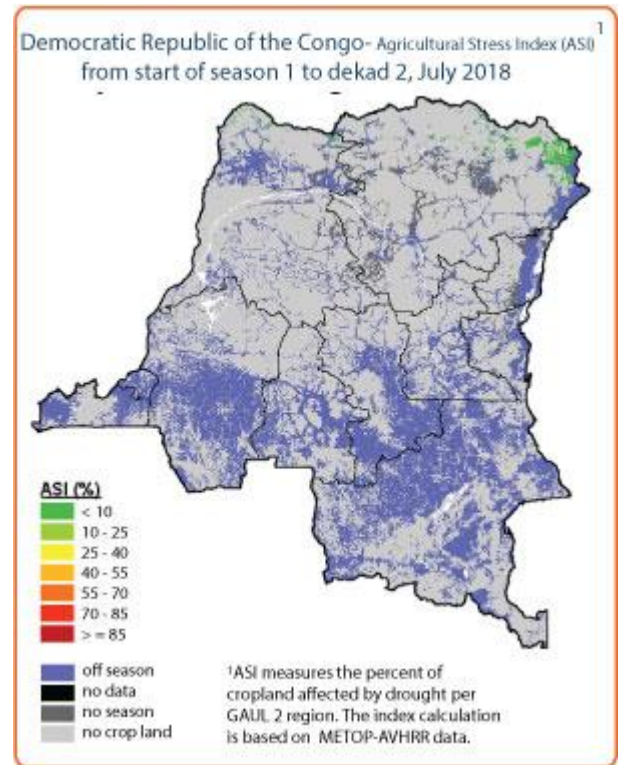 Democratic Republic of the Congo- Agricultural Stress Index (ASI) 1
from start of season 1 to dekad 2, July 2018
ASI (%)
< 10
10 - 25
25 - 40
40 - 55
55 - 70
70 - 85
> = 85
off season
no data
no season
no crop land
¹ASI measures the percent of
cropland affected by drought per
GAUL 2 region. The index calculation
is based on METOP-AVHRR data.